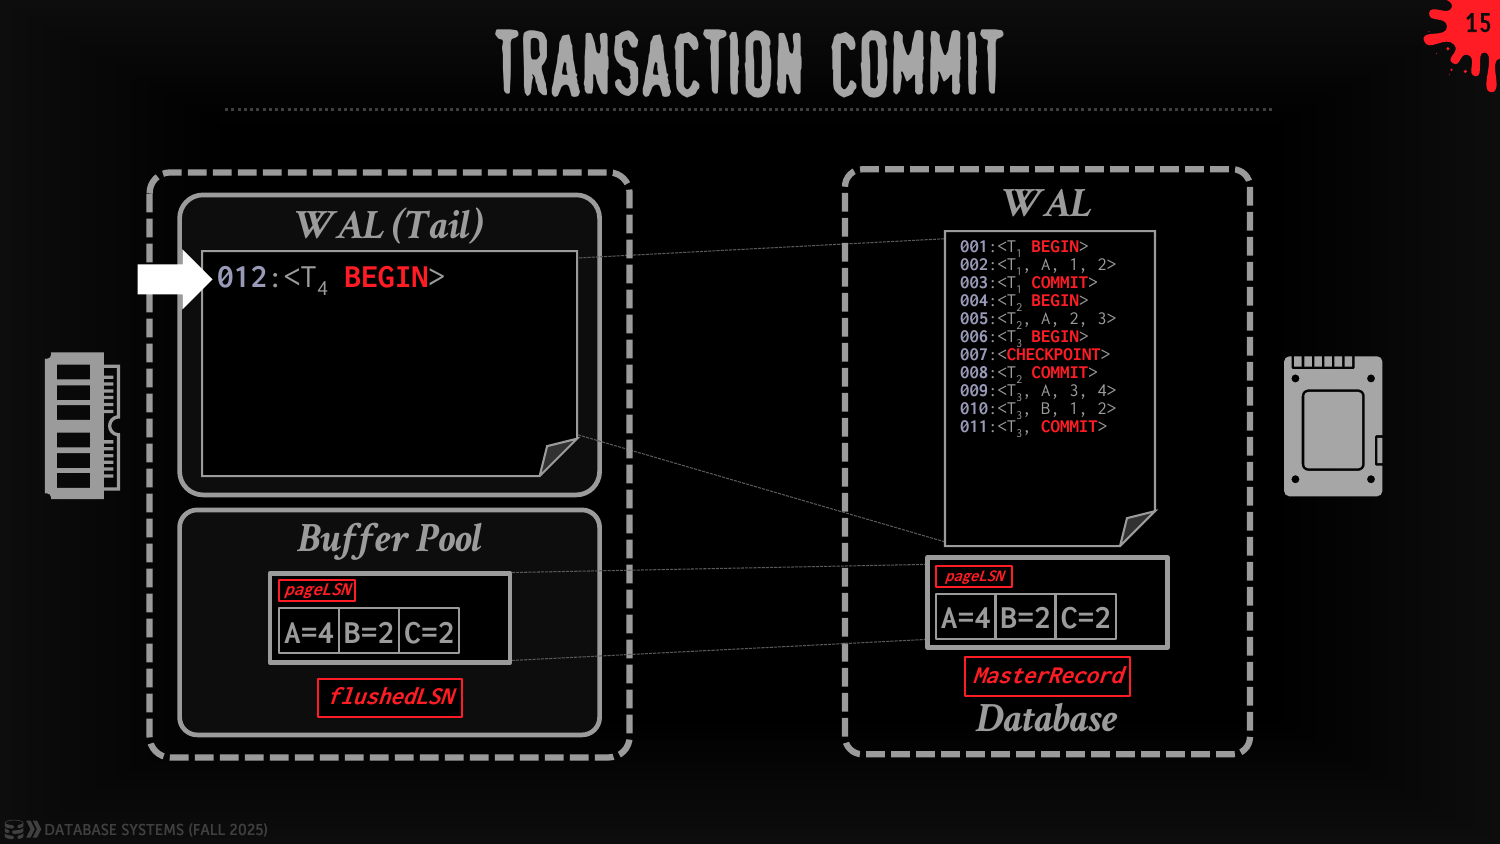 15
TRANSACTION COMMIT
WAL (Tail)
012:<T4 BEGIN>
Buffer Pool
pageLSN
A=4 B=2 C=2
flushedLSN
WAL
001:<T1 BEGIN>
002:<T1, A, 1, 2>
003:<T1 COMMIT>
004:<T2 BEGIN>
005:<T2, A, 2, 3>
006:<T3 BEGIN>
007:<CHECKPOINT>
008:<T2 COMMIT>
009:<T3, A, 3, 4>
010:<T3, B, 1, 2>
011:<T3, COMMIT>
pageLSN
A=4 B=2 C=2
MasterRecord
Database
DATABASE SYSTEMS (FALL 2025)